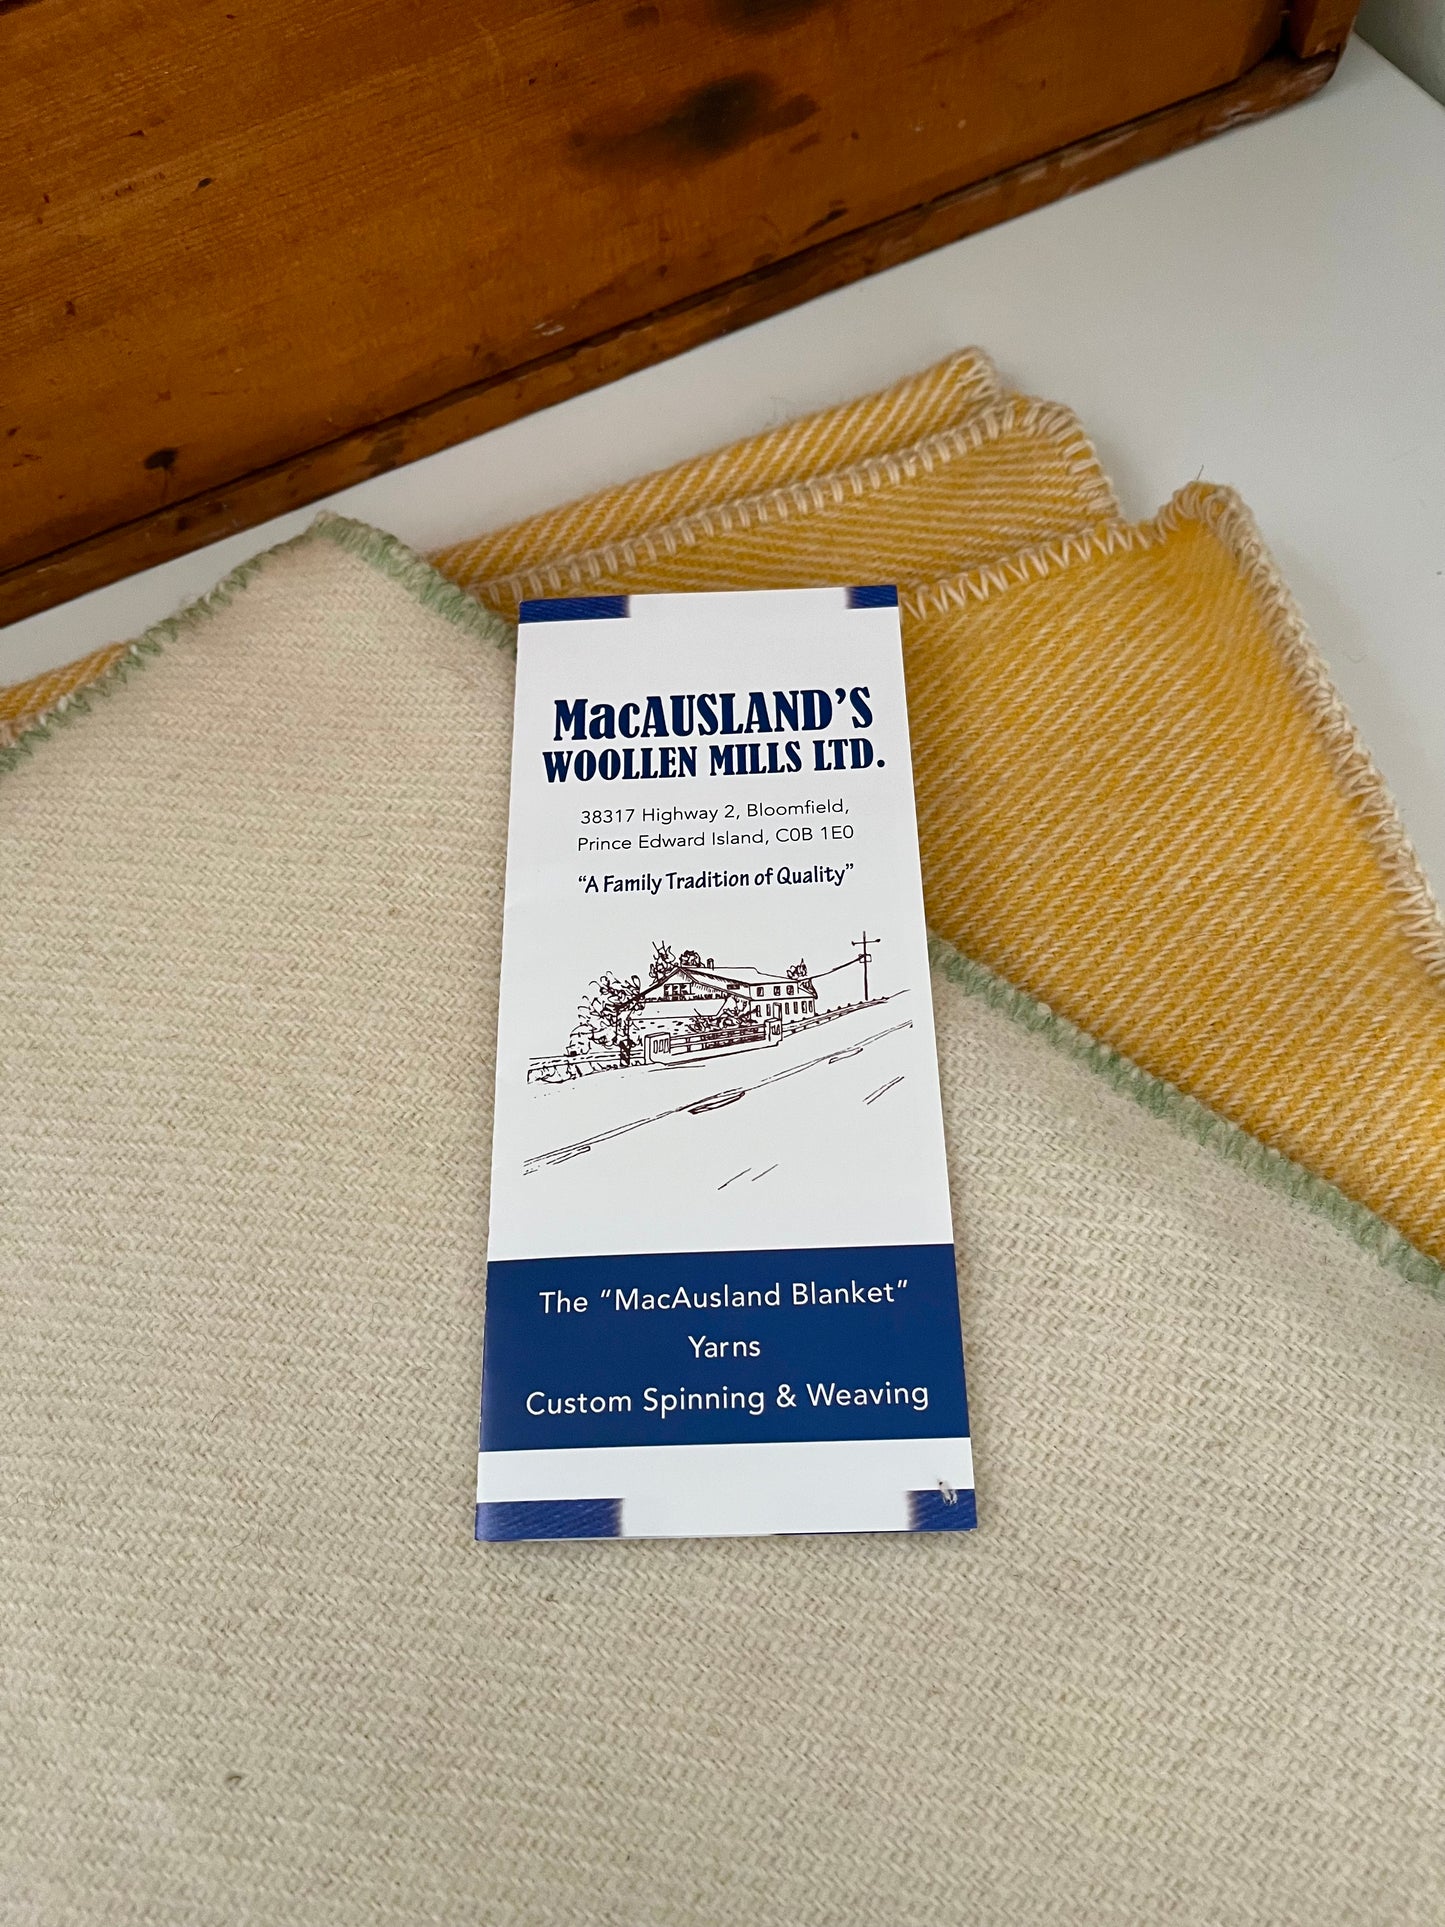 MacAUSLAND'S
WOOLLEN MILLS LTD.
38317 Highway 2, Bloomfield,
Prince Edward Island, C0B 1E0
"A Family Tradition of Quality"
The "MacAusland Blanket"
Yarns
Custom Spinning & Weaving